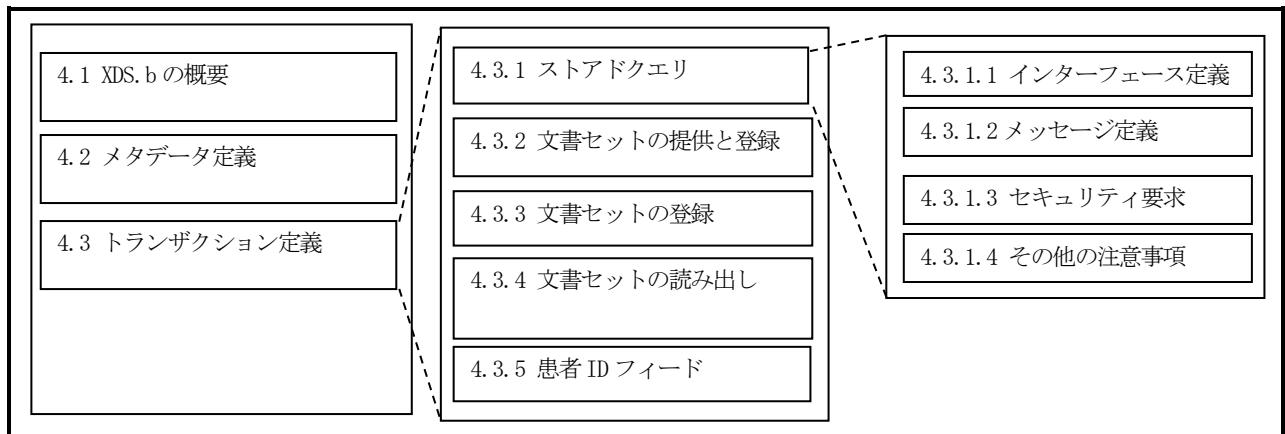 4.1 XDS.b の概要
4.2 メタデータ定義
4.3 トランザクション定義
4.3.1 ストアドクエリ
4.3.2 文書セットの提供と登録
4.3.3 文書セットの登録
4.3.4 文書セットの読み出し
4.3.5 患者 ID フィード
4.3.1.1 インターフェース定義
4.3.1.2 メッセージ定義
4.3.1.3 セキュリティ要求
4.3.1.4 その他の注意事項